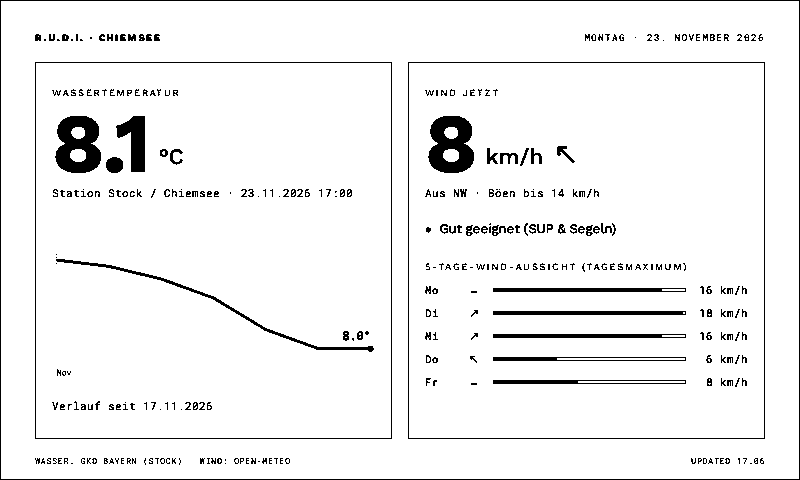 R.U.D.I. · CHIEMSEE
MONTAG · 23. NOVEMBER 2026
WASSERTEMPERATUR
8.1 °C
Station Stock / Chiemsee · 23.11.2026 17:00
8.0°
Nov
Verlauf seit 17.11.2026
WIND JETZT
8 km/h ↖
Aus NW · Böen bis 14 km/h
• Gut geeignet (SUP & Segeln)
5-TAGE-WIND-AUSSICHT (TAGESMAXIMUM)
Mo – 16 km/h
Di ↗ 18 km/h
Mi ↗ 16 km/h
Do ↖ 6 km/h
Fr – 8 km/h
WASSER: GKD BAYERN (STOCK) WIND: OPEN-METEO
UPDATED 17:06